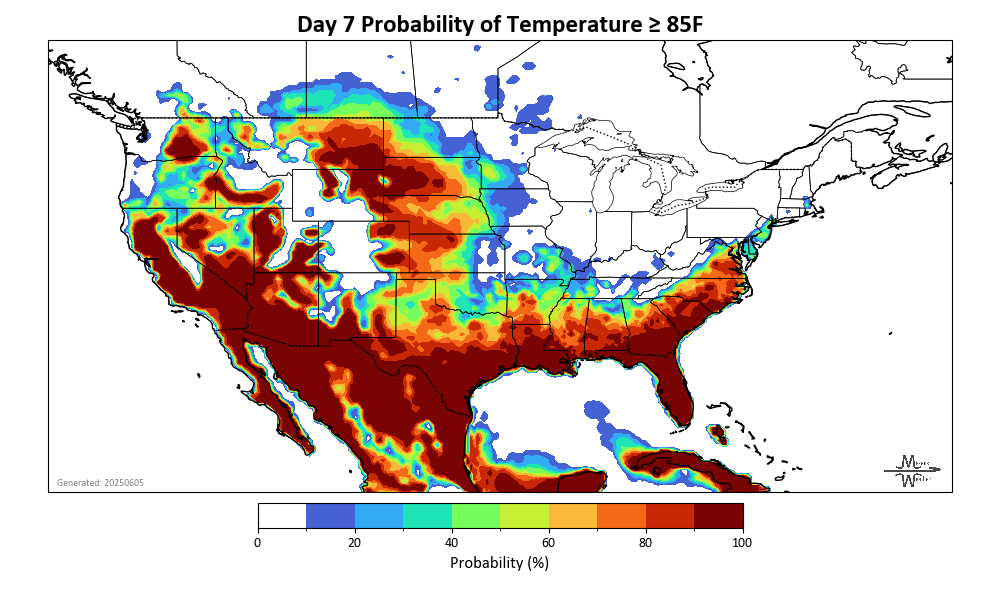 Day 7 Probability of Temperature ≥ 85F
Generated: 20250605
0 20 40 60 80 100
Probability (%)